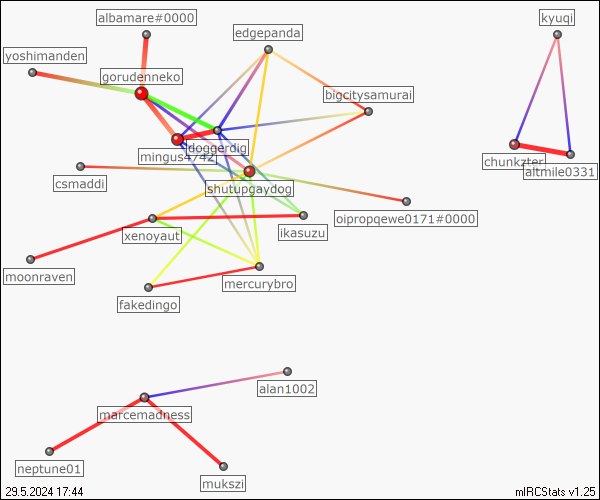 albamare#0000
kyuqi
edgepanda
yoshimanden
gorudenneko
bigcitysamurai
doggerdig
mingus4742
chunkzter
altmile0331
csmaddi
shutupgaydog
oipropqewe0171#0000
xenoyaut
ikasuzu
moonraven
mercurybro
fakedingo
alan1002
marcemadness
neptune01
mukszi
29.5.2024 17:44
mIRCStats v1.25